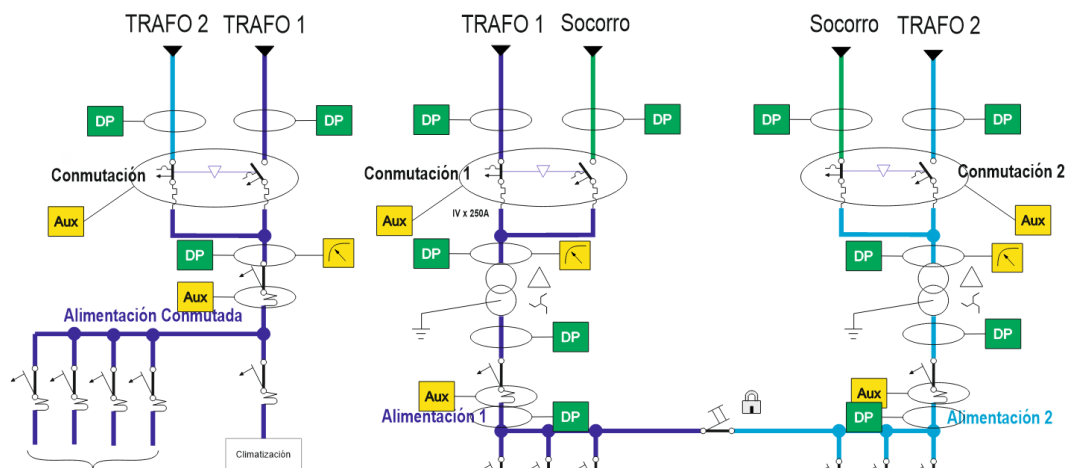 TRAFO 2 TRAFO 1 TRAFO 1 Socorro Socorro TRAFO 2
DP DP DP DP DP DP
Conmutación Conmutación 1 Conmutación 2
Aux Aux IV x 250A Aux
DP DP DP
Aux
Alimentación Conmutada
DP DP
Aux Aux
Alimentación 1 DP DP Alimentación 2
Climatización